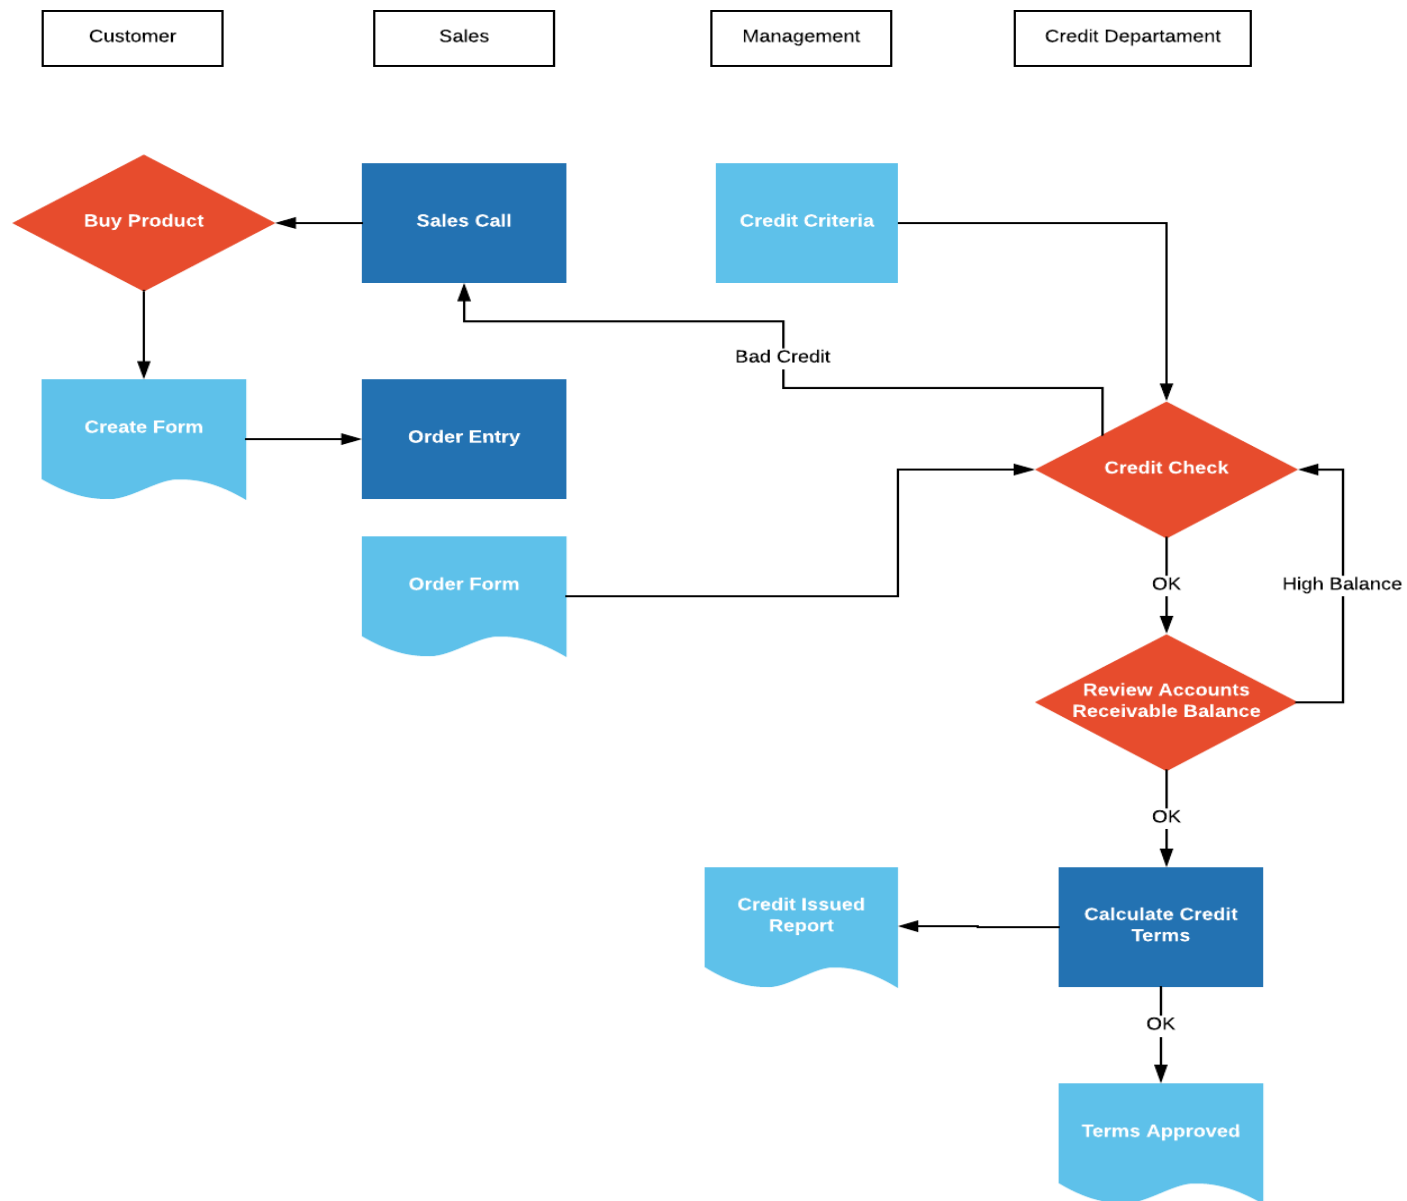 Customer
Sales
Management
Credit Departament
Buy Product
Sales Call
Credit Criteria
Bad Credit
Create Form
Order Entry
Credit Check
Order Form
OK
High Balance
Review Accounts
Receivable Balance
OK
Credit Issued
Report
Calculate Credit
Terms
OK
Terms Approved